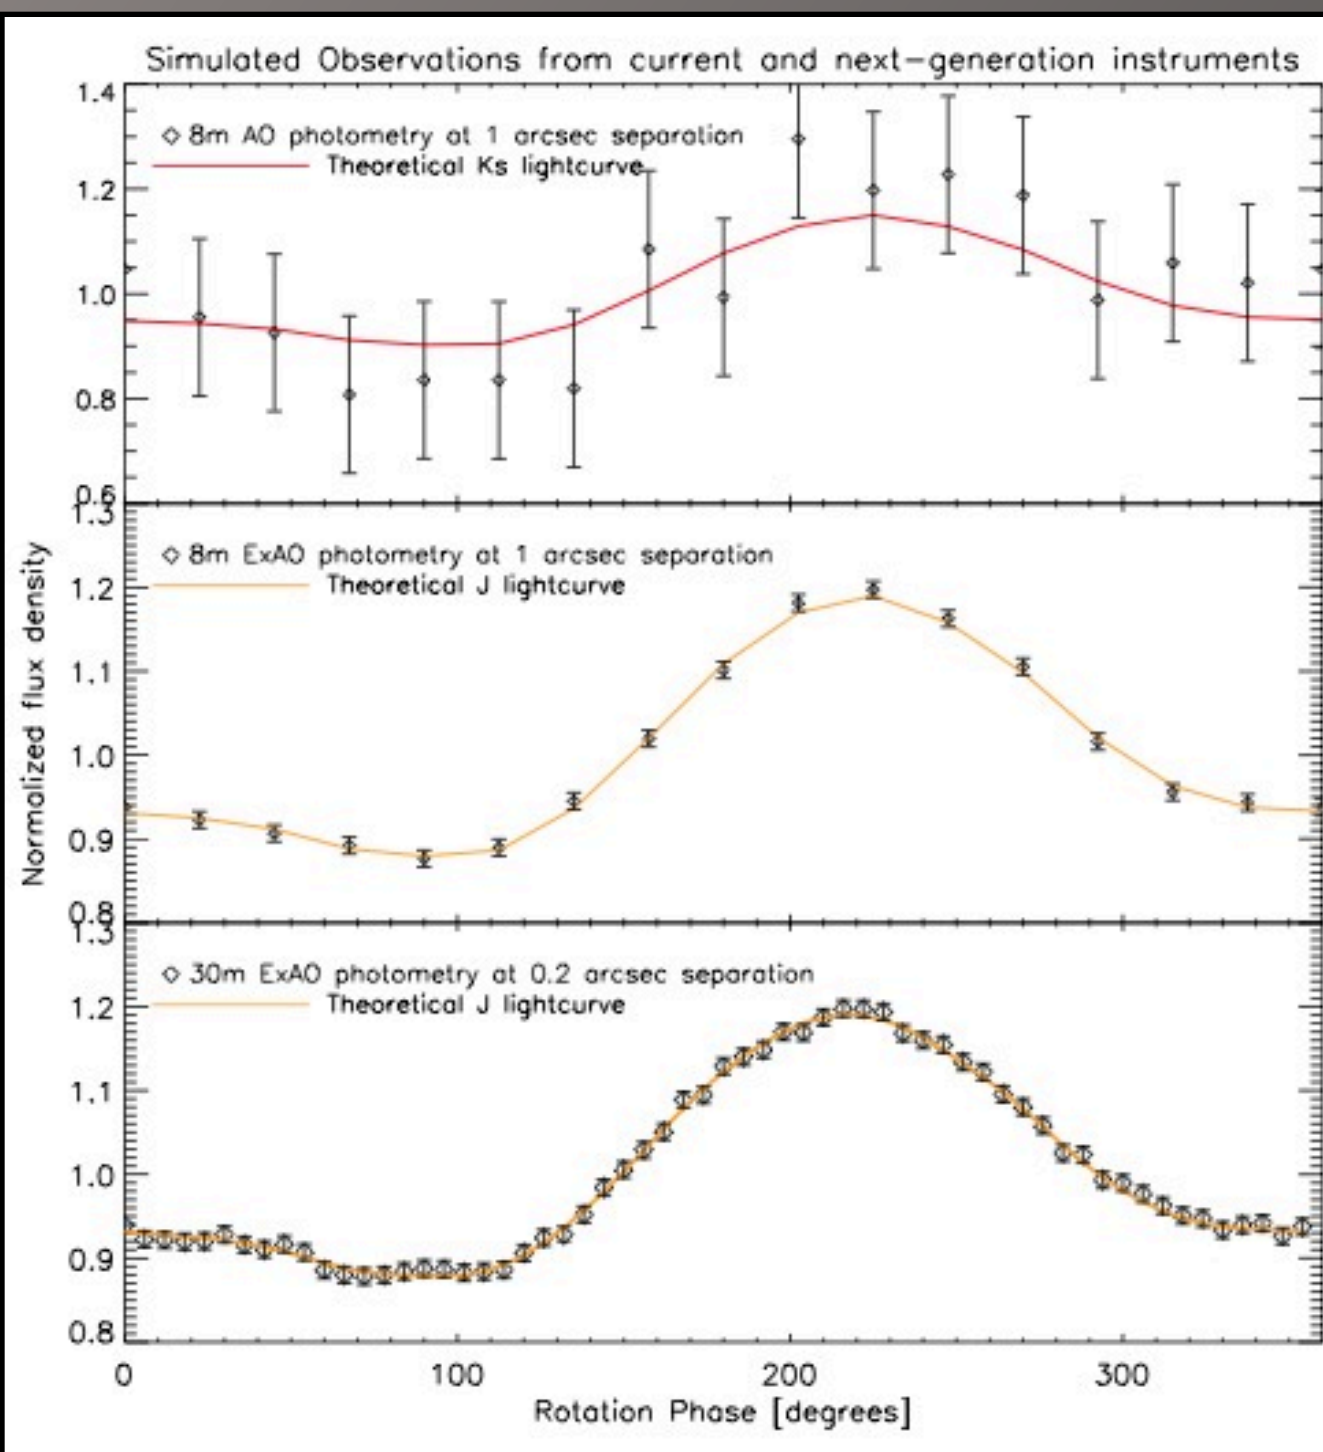 Simulated Observations from current and next-generation instruments
1.4
8m AO photometry at 1 arcsec separation
Theoretical Ks lightcurve
1.2
1.0
0.8
0.6
1.3
8m ExAO photometry at 1 arcsec separation
Theoretical J lightcurve
1.2
1.1
1.0
0.9
0.8
Normalized flux density
1.3
30m ExAO photometry at 0.2 arcsec separation
Theoretical J lightcurve
1.2
1.1
1.0
0.9
0.8
0 100 200 300
Rotation Phase [degrees]